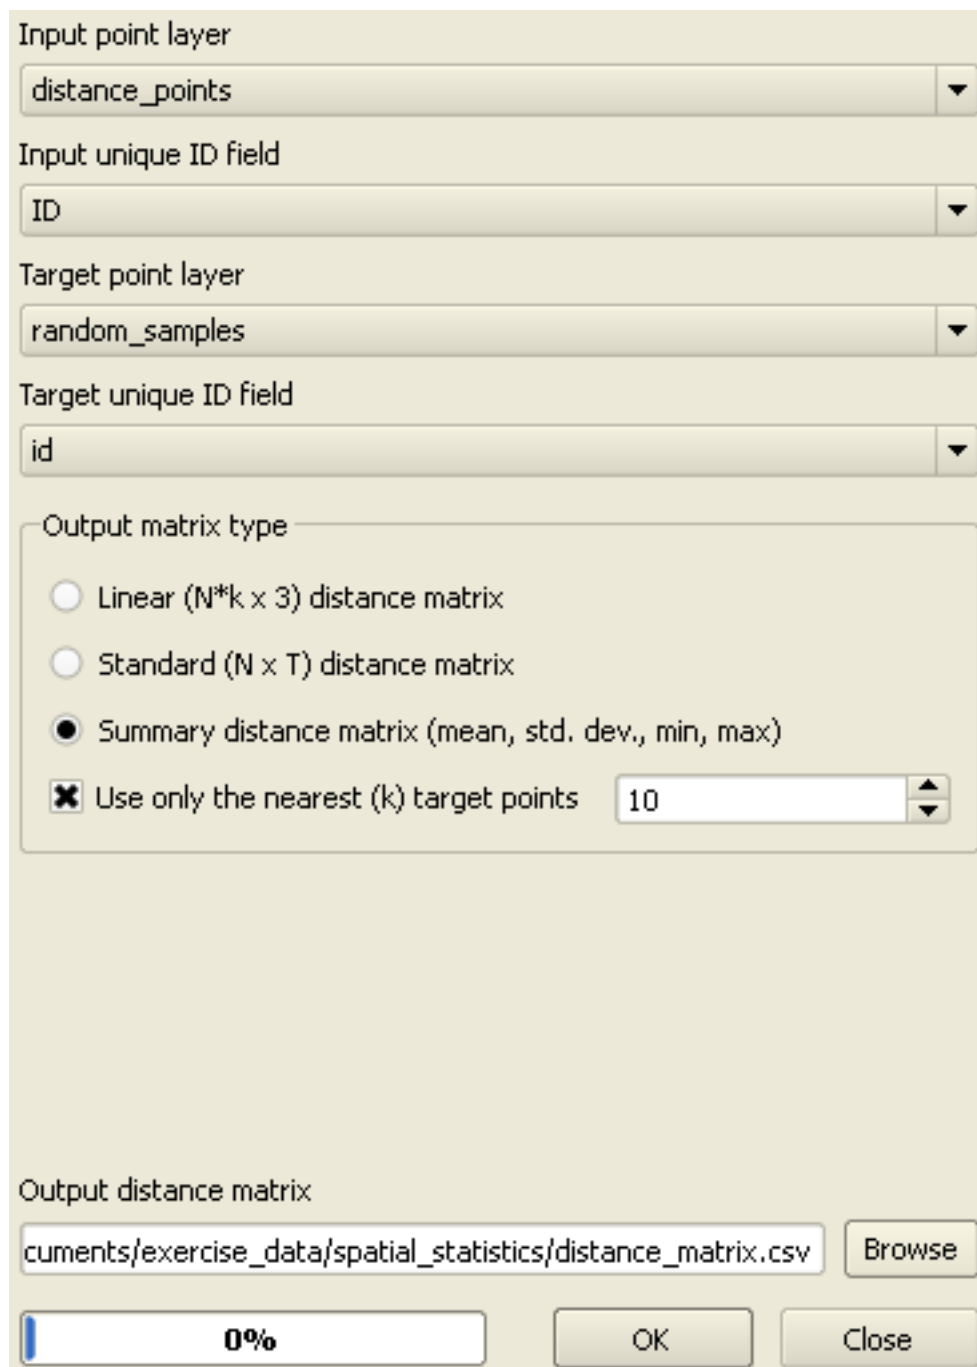 Input point layer
distance_points
Input unique ID field
ID
Target point layer
random_samples
Target unique ID field
id
Output matrix type
Linear (N*k x 3) distance matrix
Standard (N x T) distance matrix
Summary distance matrix (mean, std. dev., min, max)
Use only the nearest (k) target points 10
Output distance matrix
cuments/exercise_data/spatial_statistics/distance_matrix.csv Browse
0% OK Close